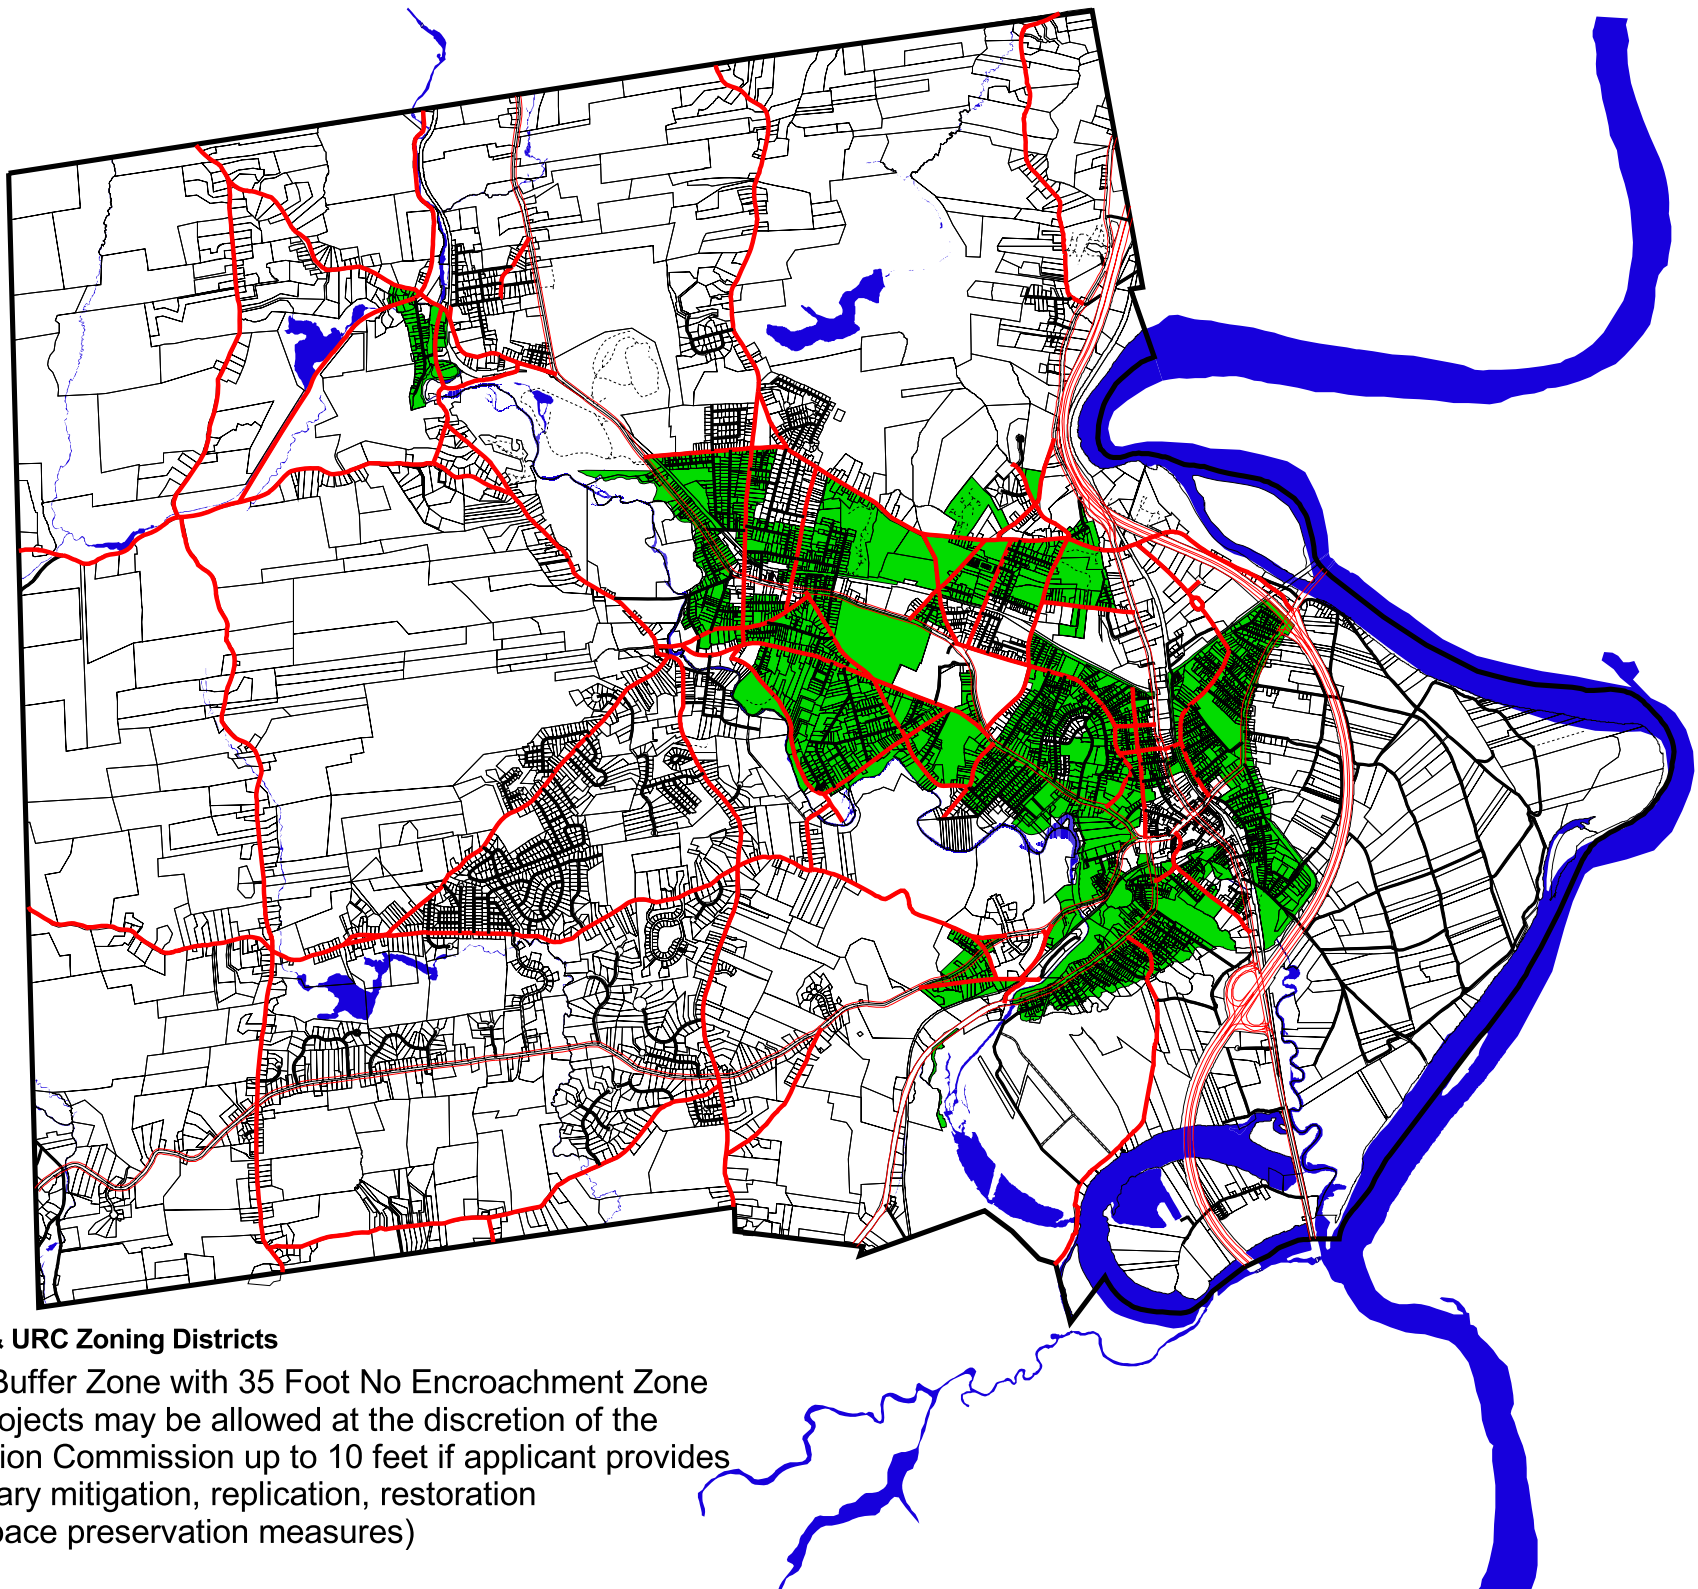 & URC Zoning Districts
Buffer Zone with 35 Foot No Encroachment Zone
ojects may be allowed at the discretion of the
ion Commission up to 10 feet if applicant provides
ary mitigation, replication, restoration
pace preservation measures)